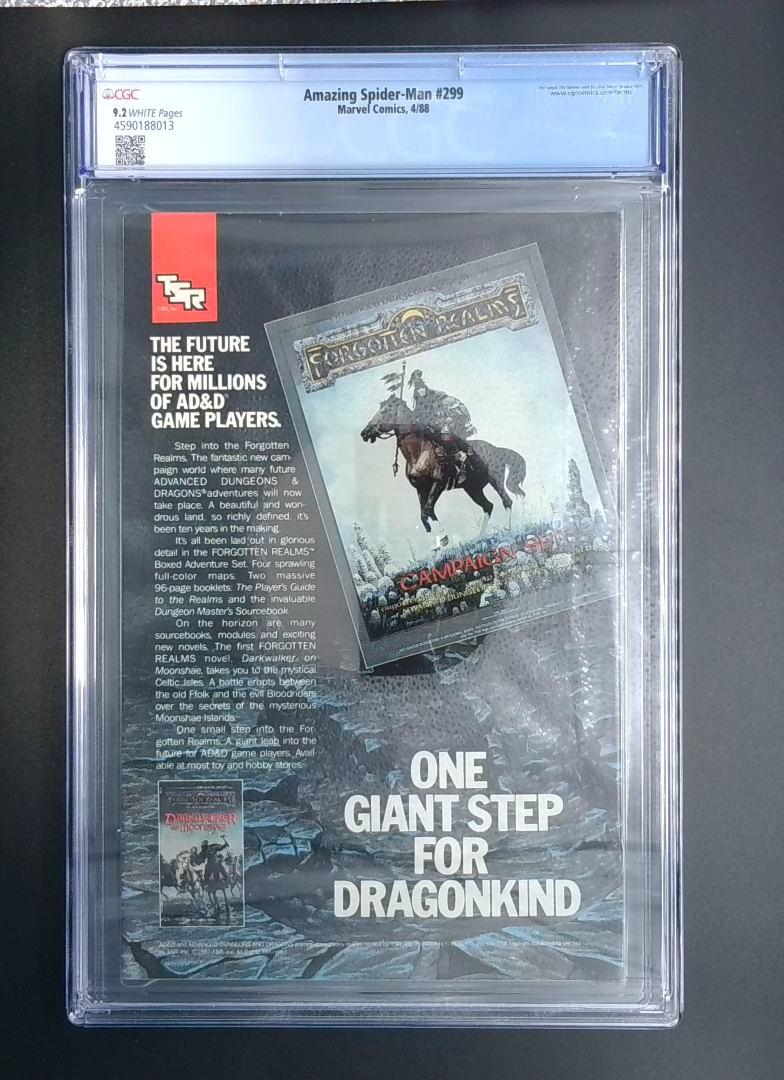 CGC
Amazing Spider-Man #299
9.2 WHITE Pages
Marvel Comics, 4/88
www.cgccomics.com/farms
4590188013
TSR
THE FUTURE
IS HERE
FOR MILLIONS
OF AD&D®
GAME PLAYERS.
Step into the Forgotten
Realms. The fantastic new cam-
paign world where many future
ADVANCED DUNGEONS &
DRAGONS® adventures will now
take place. A beautiful and won-
drous land, so richly defined, it's
been ten years in the making.
It's all been laid out in glorious
detail in the FORGOTTEN REALMS™
Boxed Adventure Set. Four sprawling
full-color maps. Two massive
96-page booklets: The Player's Guide
to the Realms and the invaluable
Dungeon Master's Sourcebook.
On the horizon are many
sourcebooks, modules and exciting
new novels. The first FORGOTTEN
REALMS novel, Darkwalker on
Moonshae, takes you to the mystical
Celtic Isles. A battle erupts between
the old Ffolk and the evil Bloodriders
over the secrets of the mysterious
Moonshae Islands.
One small step into the For-
gotten Realms. A giant leap into the
future for AD&D game players. Avail-
able at most toy and hobby stores.
FORGOTTEN REALMS
CAMPAIGN SET
FORGOTTEN REALMS
DARKWALKER
ON MOONSHAE
ONE
GIANT STEP
FOR
DRAGONKIND